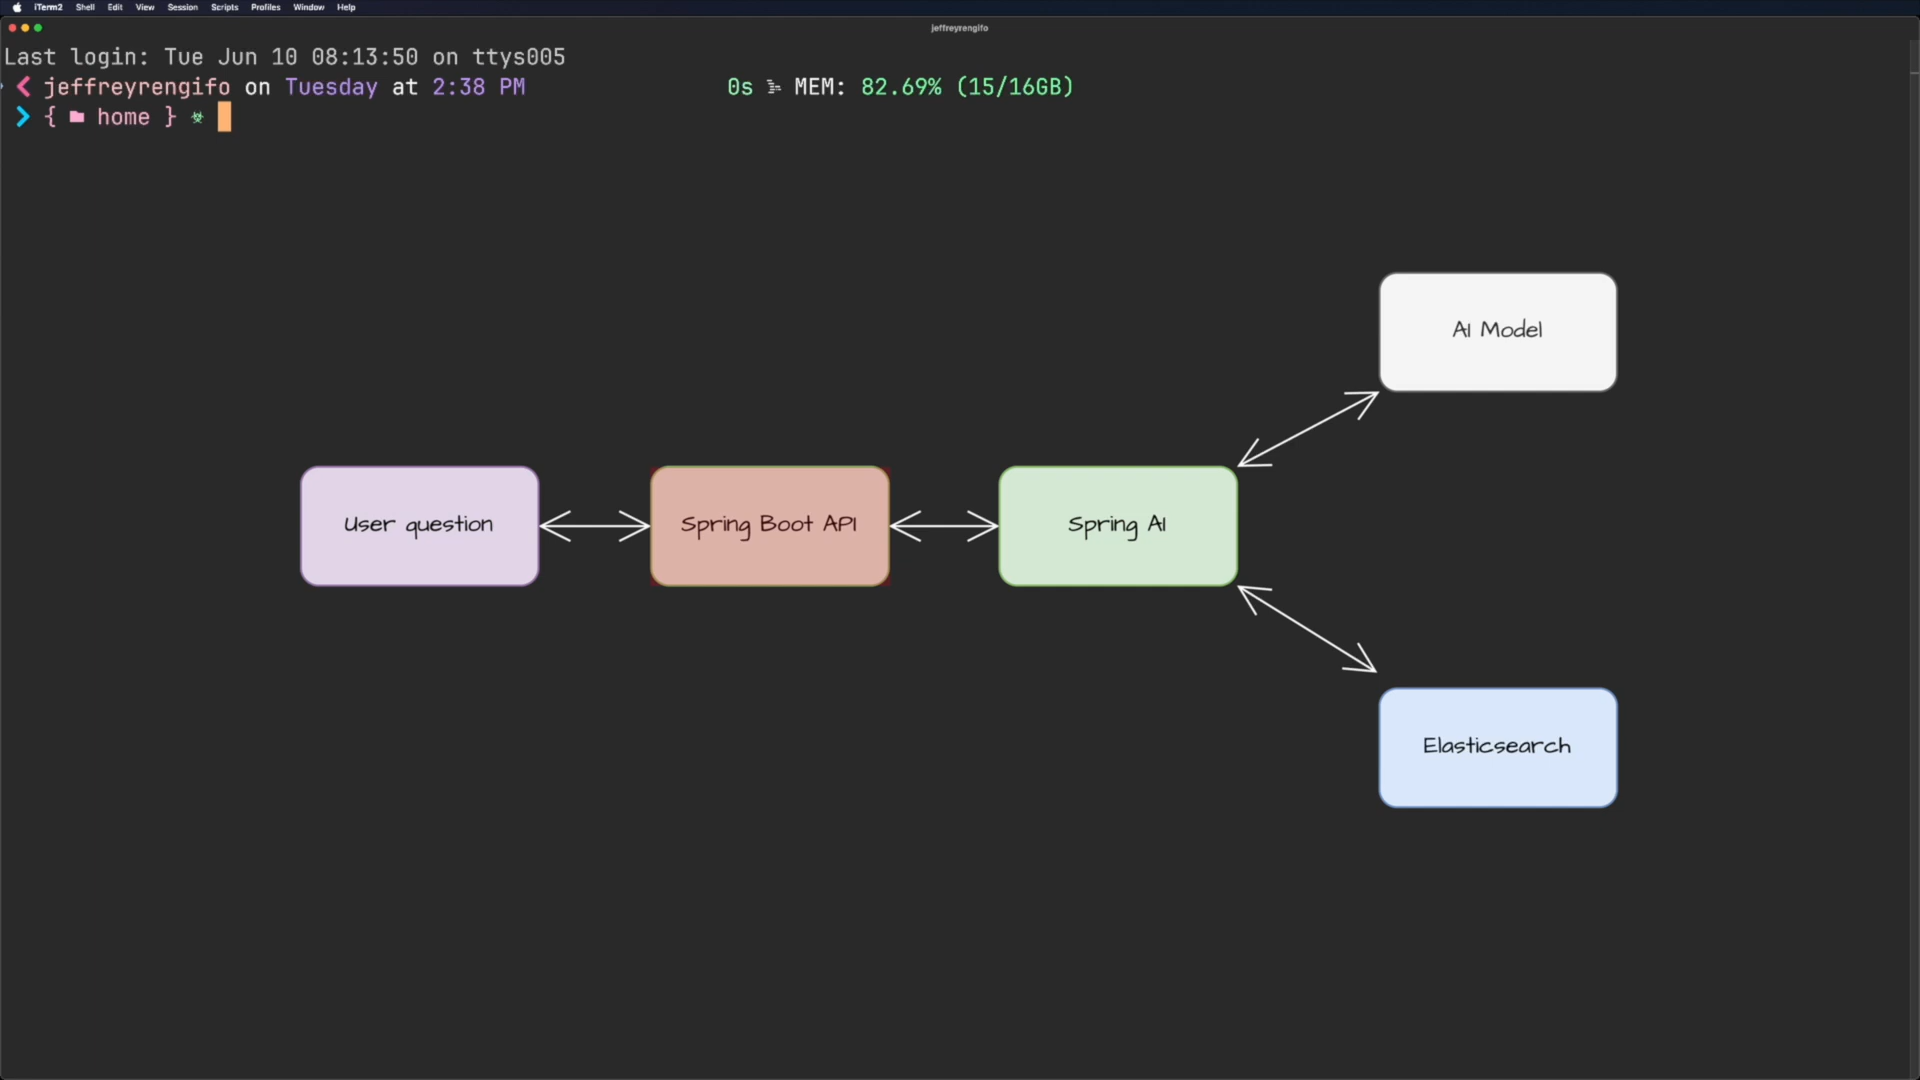 iTerm2 Shell Edit View Session Scripts Profiles Window Help
jeffreyrengifo
Last login: Tue Jun 10 08:13:50 on ttys005
jeffreyrengifo on Tuesday at 2:38 PM 0s MEM: 82.69% (15/16GB)
{ home }
AI Model
User question
Spring Boot API
Spring AI
Elasticsearch